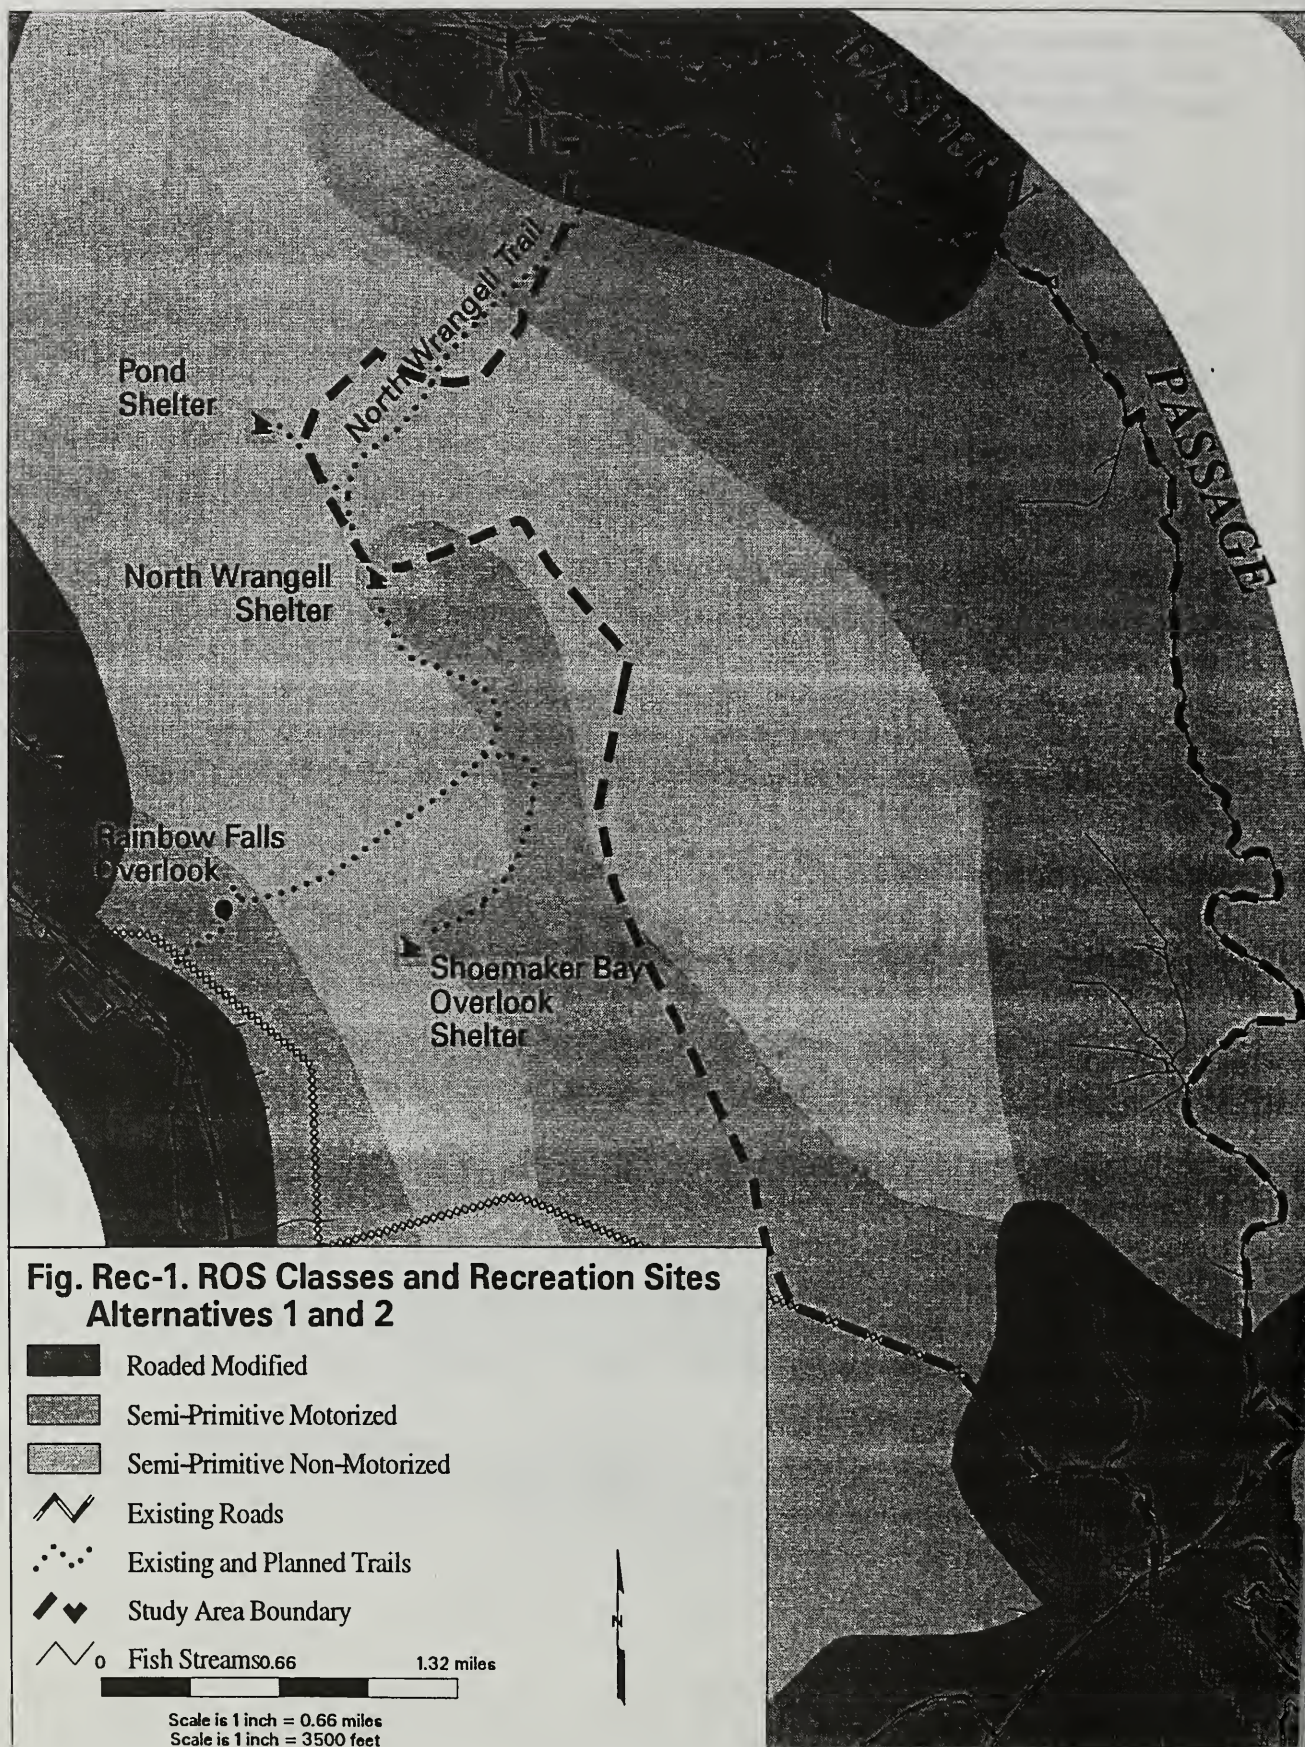 EASTERN
PASSAGE
North Wrangell Trail
Pond
Shelter
North Wrangell
Shelter
Rainbow Falls
Overlook
Shoemaker Bay
Overlook
Shelter
Fig. Rec-1. ROS Classes and Recreation Sites
Alternatives 1 and 2
Roaded Modified
Semi-Primitive Motorized
Semi-Primitive Non-Motorized
Existing Roads
Existing and Planned Trails
Study Area Boundary
Fish Streams
0 0.66 1.32 miles
Scale is 1 inch = 0.66 miles
Scale is 1 inch = 3500 feet
N